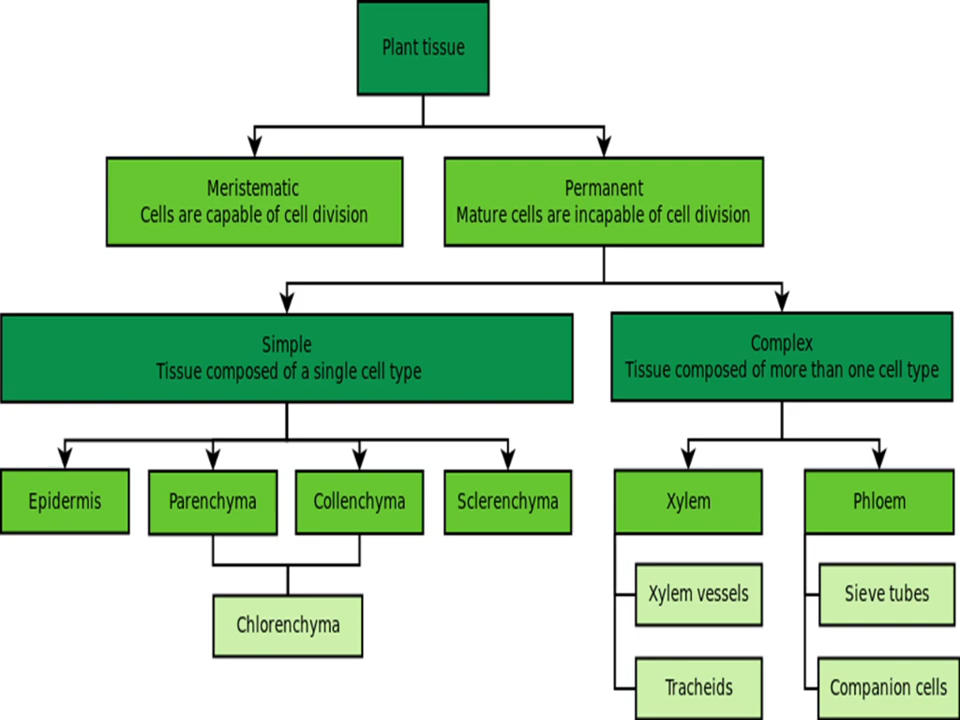 Plant tissue
Meristematic
Cells are capable of cell division
Permanent
Mature cells are incapable of cell division
Simple
Tissue composed of a single cell type
Complex
Tissue composed of more than one cell type
Epidermis
Parenchyma
Collenchyma
Sclerenchyma
Xylem
Phloem
Xylem vessels
Sieve tubes
Chlorenchyma
Tracheids
Companion cells